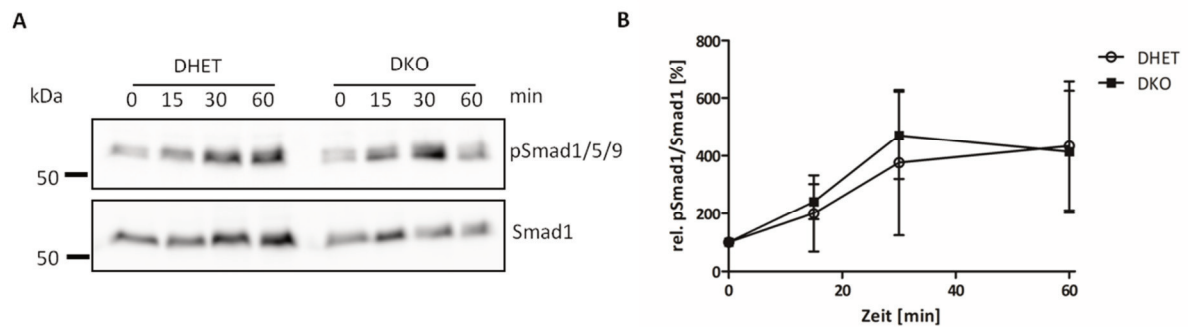 A
DHET DKO
kDa 0 15 30 60 0 15 30 60 min
pSmad1/5/9
50
Smad1
50
B
rel. pSmad1/Smad1 [%]
800
600
400
200
0
0 20 40 60
Zeit [min]
DHET
DKO